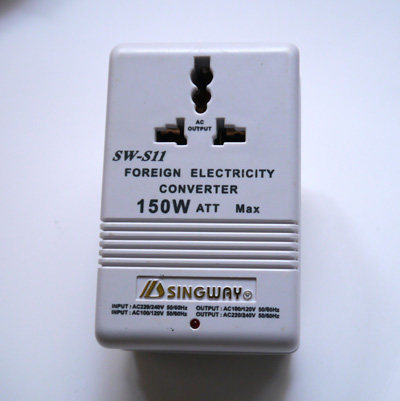 AC
OUTPUT
SW-S11
FOREIGN ELECTRICITY
CONVERTER
150W ATT Max
SINGWAY
INPUT : AC220/240V 50/60Hz OUTPUT : AC100/120V 50/60Hz
INPUT : AC100/120V 50/60Hz OUTPUT : AC220/240V 50/60Hz